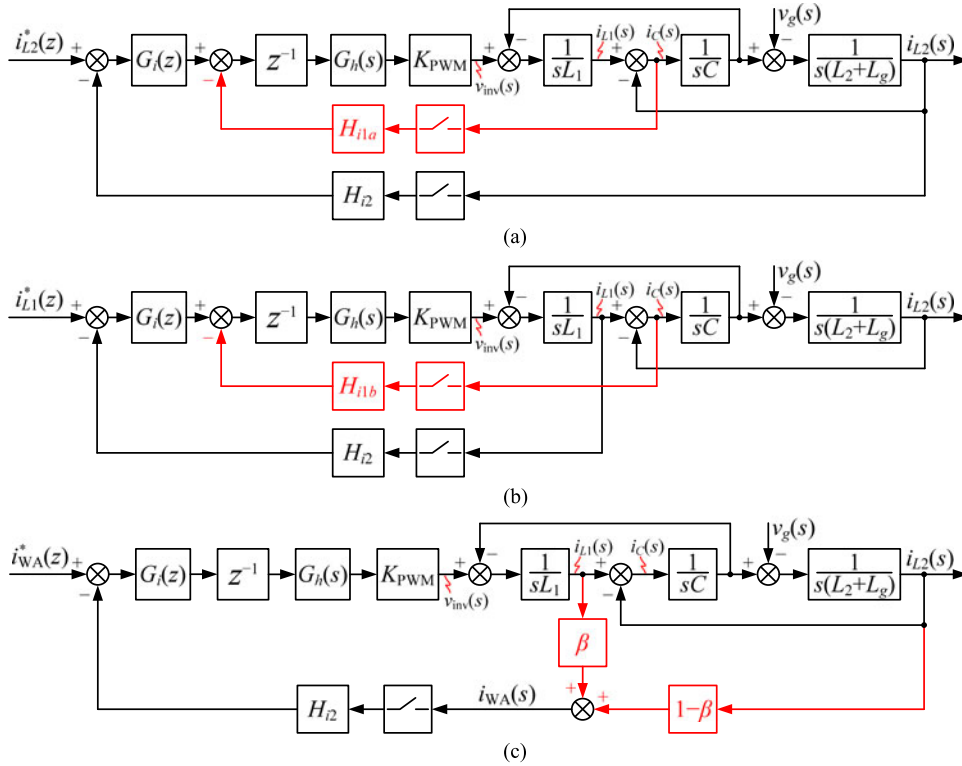 i*L2(z) + − Gi(z) + − z⁻¹ Gh(s) KPWM + − vinv(s) 1/sL1 iL1(s) + − iC(s) 1/sC vg(s) − + 1/s(L2+Lg) iL2(s)
Hi1a
Hi2
(a)
i*L1(z) + − Gi(z) + − z⁻¹ Gh(s) KPWM + − vinv(s) 1/sL1 iL1(s) + − iC(s) 1/sC vg(s) − + 1/s(L2+Lg) iL2(s)
Hi1b
Hi2
(b)
i*WA(z) + − Gi(z) z⁻¹ Gh(s) KPWM + − vinv(s) 1/sL1 iL1(s) + − iC(s) 1/sC vg(s) − + 1/s(L2+Lg) iL2(s)
β
Hi2 iWA(s) + + 1−β
(c)